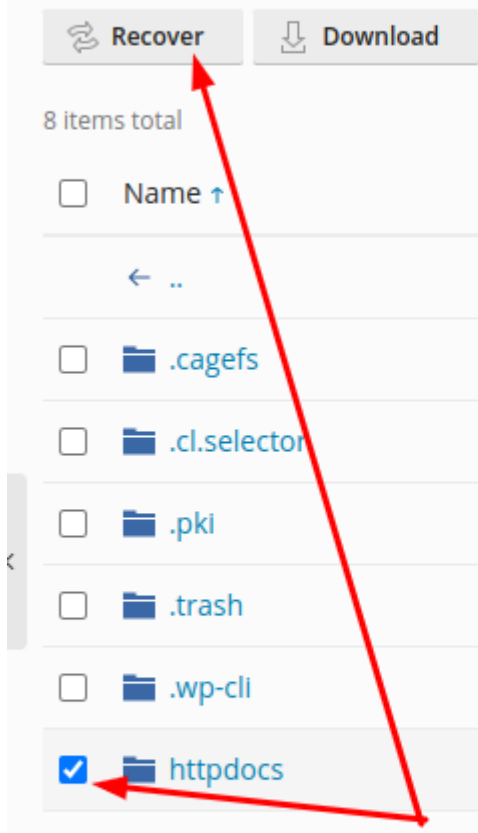 Recover Download
8 items total
Name ↑
← ..
.cagefs
.cl.selector
.pki
.trash
.wp-cli
httpdocs